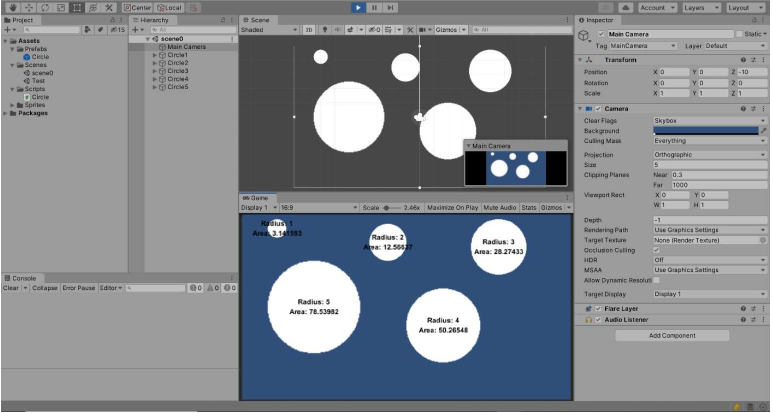 Center Local
Account Layers Layout
Project
15
Assets
Prefabs
Circle
Scenes
scene0
Test
Scripts
Circle
Sprites
Packages
Hierarchy
All
scene0
Main Camera
Circle1
Circle2
Circle3
Circle4
Circle5
Scene
Shaded 2D 0 Gizmos All
Main Camera
Game
Display 1 16:9 Scale 2.46x Maximize On Play Mute Audio Stats Gizmos
Radius: 1
Area: 3.141593
Radius: 2
Area: 12.56637
Radius: 3
Area: 28.27433
Radius: 5
Area: 78.53982
Radius: 4
Area: 50.26548
Console
Clear Collapse Error Pause Editor 0 0 0
Inspector
Main Camera Static
Tag MainCamera Layer Default
Transform
Position X 0 Y 0 Z -10
Rotation X 0 Y 0 Z 0
Scale X 1 Y 1 Z 1
Camera
Clear Flags Skybox
Background
Culling Mask Everything
Projection Orthographic
Size 5
Clipping Planes Near 0.3
Far 1000
Viewport Rect X 0 Y 0
W 1 H 1
Depth -1
Rendering Path Use Graphics Settings
Target Texture None (Render Texture)
Occlusion Culling
HDR Off
MSAA Use Graphics Settings
Allow Dynamic Resoluti
Target Display Display 1
Flare Layer
Audio Listener
Add Component